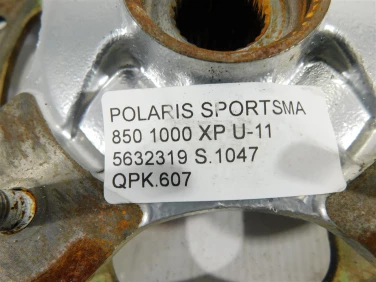 POLARIS SPORTSMA
850 1000 XP U-11
5632319 S.1047
QPK.607